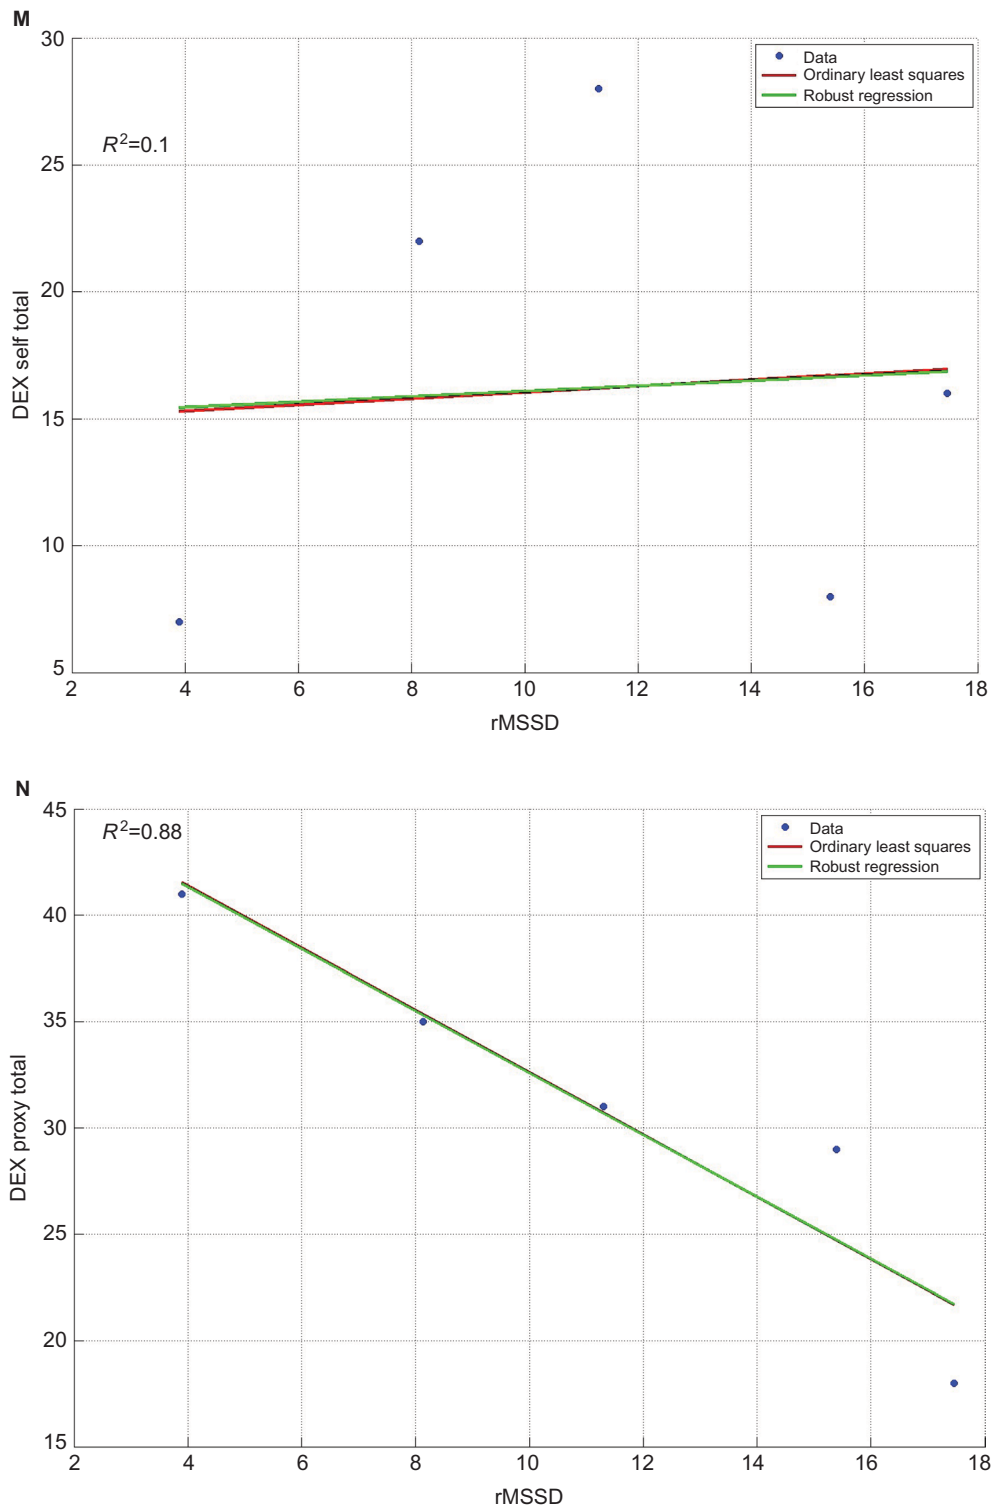 M
30
25
20
15
10
5
DEX self total
R²=0.1
Data
Ordinary least squares
Robust regression
2 4 6 8 10 12 14 16 18
rMSSD
N
45
40
35
30
25
20
15
DEX proxy total
R²=0.88
Data
Ordinary least squares
Robust regression
2 4 6 8 10 12 14 16 18
rMSSD